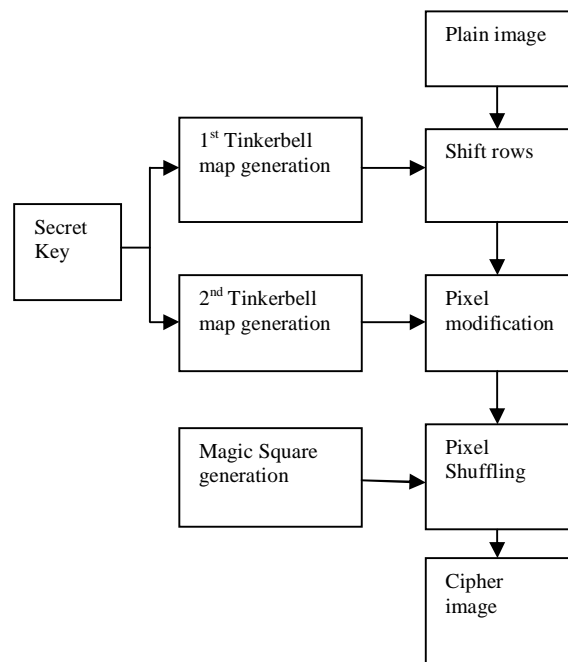 Plain image
1st Tinkerbell
map generation
Shift rows
Secret
Key
2nd Tinkerbell
map generation
Pixel
modification
Magic Square
generation
Pixel
Shuffling
Cipher
image